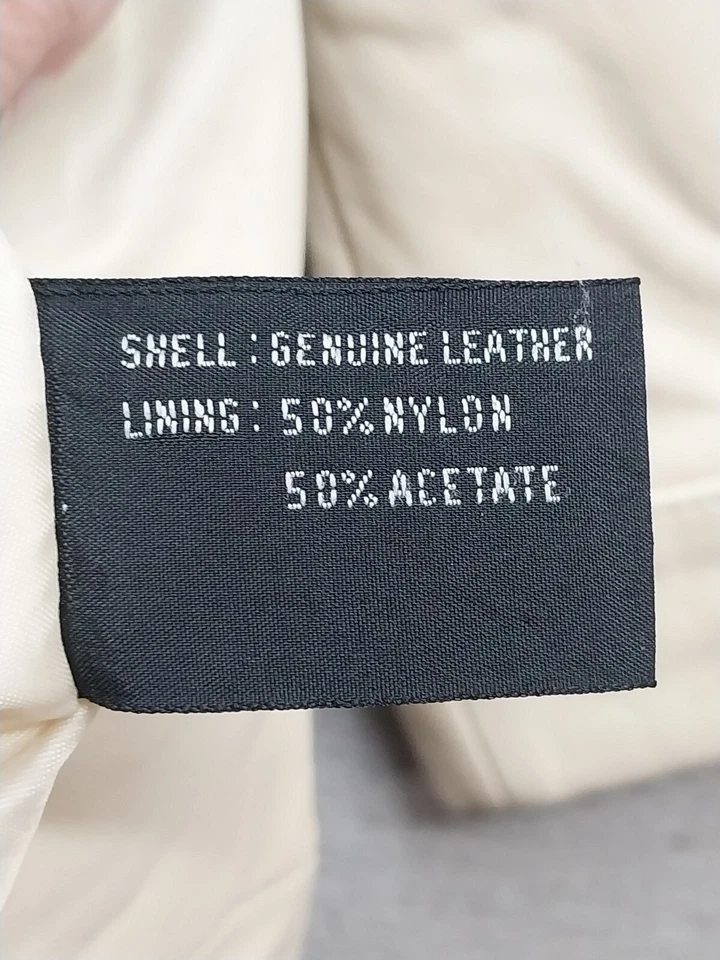 SHELL : GENUINE LEATHER
LINING : 50% NYLON
50% ACETATE